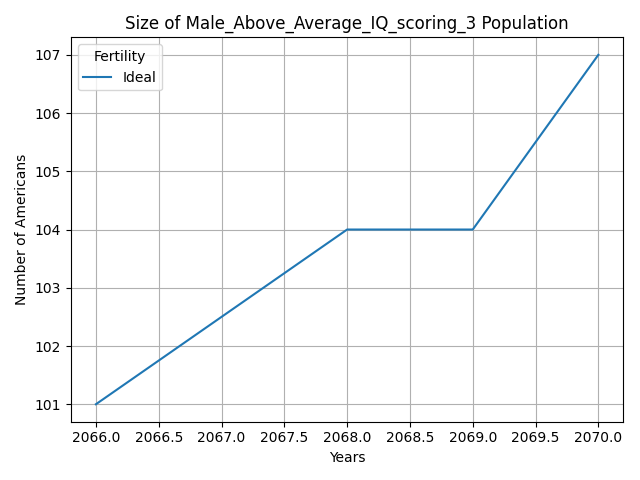 Size of Male_Above_Average_IQ_scoring_3 Population
Fertility
Ideal
107
106
105
104
103
102
101
Number of Americans
2066.0 2066.5 2067.0 2067.5 2068.0 2068.5 2069.0 2069.5 2070.0
Years